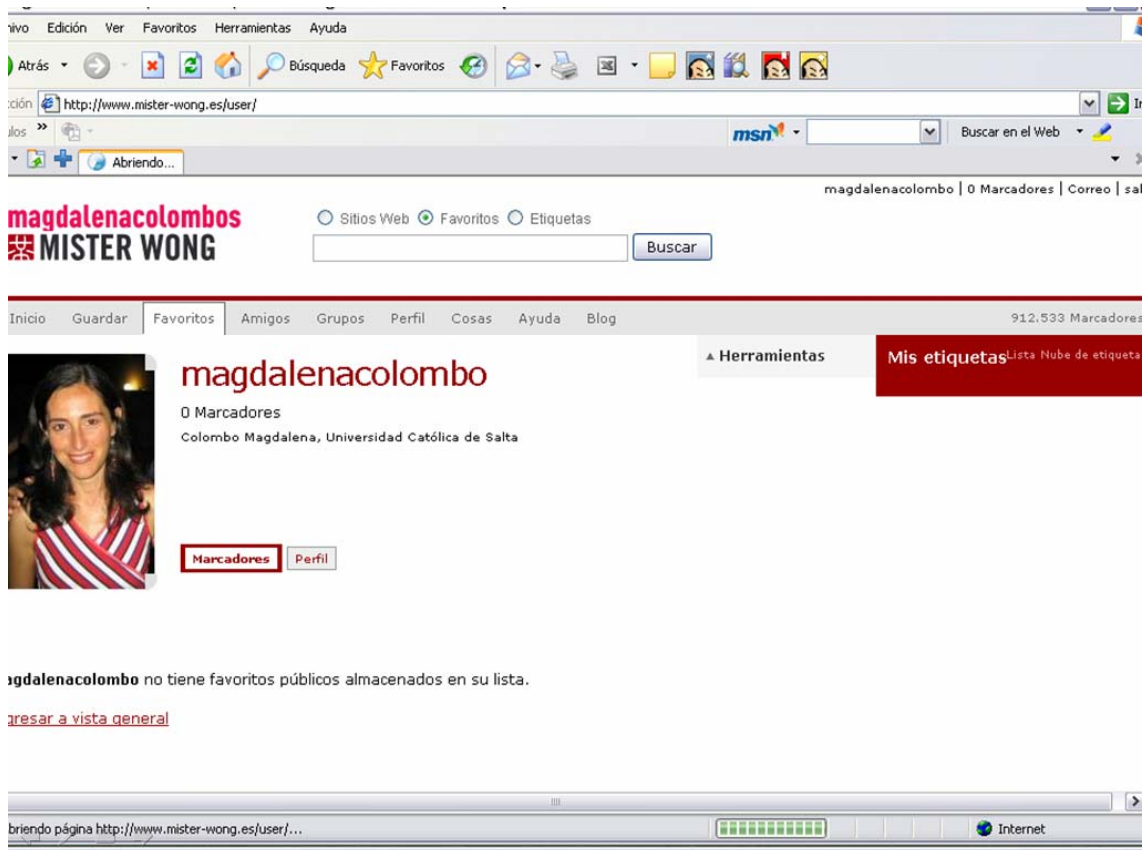 Edición Ver Favoritos Herramientas Ayuda
Atrás Búsqueda Favoritos
http://www.mister-wong.es/user/
msn Buscar en el Web
Abriendo...
magdalenacolombo | 0 Marcadores | Correo |
magdalenacolombos
MISTER WONG
Sitios Web Favoritos Etiquetas
Buscar
Inicio Guardar Favoritos Amigos Grupos Perfil Cosas Ayuda Blog 912.533 Marcadores
Herramientas
Mis etiquetas Lista Nube de etiqueta
magdalenacolombo
0 Marcadores
Colombo Magdalena, Universidad Católica de Salta
Marcadores Perfil
agdalenacolombo no tiene favoritos públicos almacenados en su lista.
gresar a vista general
briendo página http://www.mister-wong.es/user/... Internet